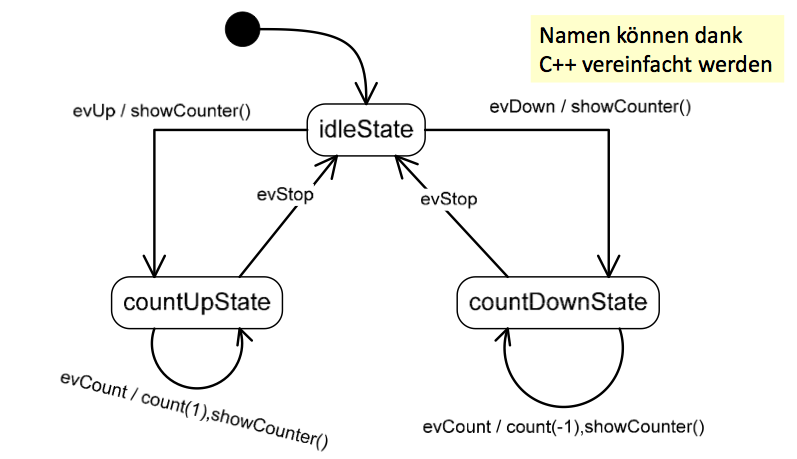 Namen können dank
C++ vereinfacht werden
evUp / showCounter()
evDown / showCounter()
idleState
evStop
evStop
countUpState
countDownState
evCount / count(1),showCounter()
evCount / count(-1),showCounter()